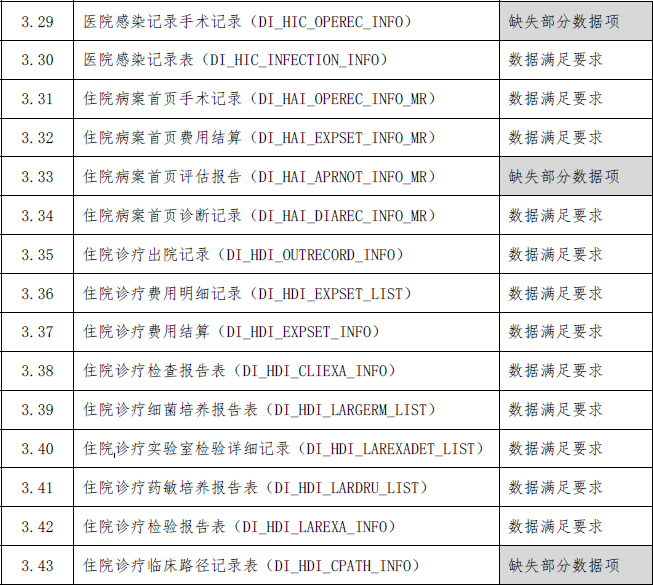 3.29 医院感染记录手术记录（DI_HIC_OPEREC_INFO） 缺失部分数据项
3.30 医院感染记录表（DI_HIC_INFECTION_INFO） 数据满足要求
3.31 住院病案首页手术记录（DI_HAI_OPEREC_INFO_MR） 数据满足要求
3.32 住院病案首页费用结算（DI_HAI_EXPSET_INFO_MR） 数据满足要求
3.33 住院病案首页评估报告（DI_HAI_APRNOT_INFO_MR） 缺失部分数据项
3.34 住院病案首页诊断记录（DI_HAI_DIAREC_INFO_MR） 数据满足要求
3.35 住院诊疗出院记录（DI_HDI_OUTRECORD_INFO） 数据满足要求
3.36 住院诊疗费用明细记录（DI_HDI_EXPSET_LIST） 数据满足要求
3.37 住院诊疗费用结算（DI_HDI_EXPSET_INFO） 数据满足要求
3.38 住院诊疗检查报告表（DI_HDI_CLIEXA_INFO） 数据满足要求
3.39 住院诊疗细菌培养报告表（DI_HDI_LARGERM_LIST） 数据满足要求
3.40 住院诊疗实验室检验详细记录（DI_HDI_LAREXADET_LIST） 数据满足要求
3.41 住院诊疗药敏培养报告表（DI_HDI_LARDRU_LIST） 数据满足要求
3.42 住院诊疗检验报告表（DI_HDI_LAREXA_INFO） 数据满足要求
3.43 住院诊疗临床路径记录表（DI_HDI_CPATH_INFO） 缺失部分数据项